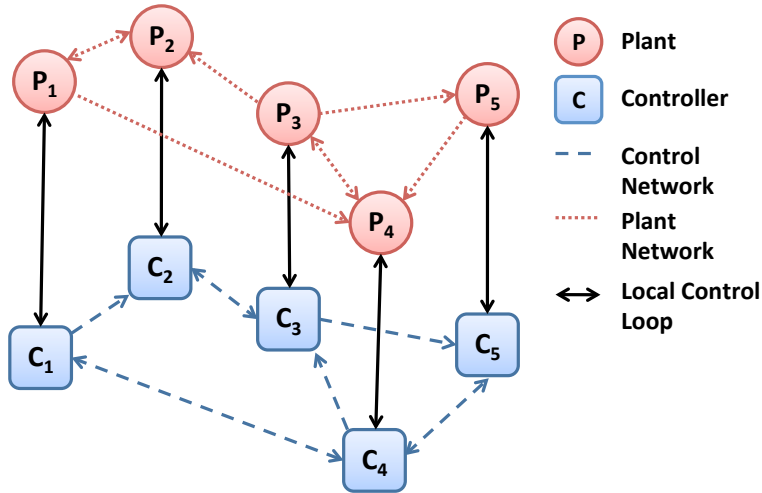 P1
P2
P3
P4
P5
C1
C2
C3
C4
C5
P Plant
C Controller
Control
Network
Plant
Network
Local Control
Loop